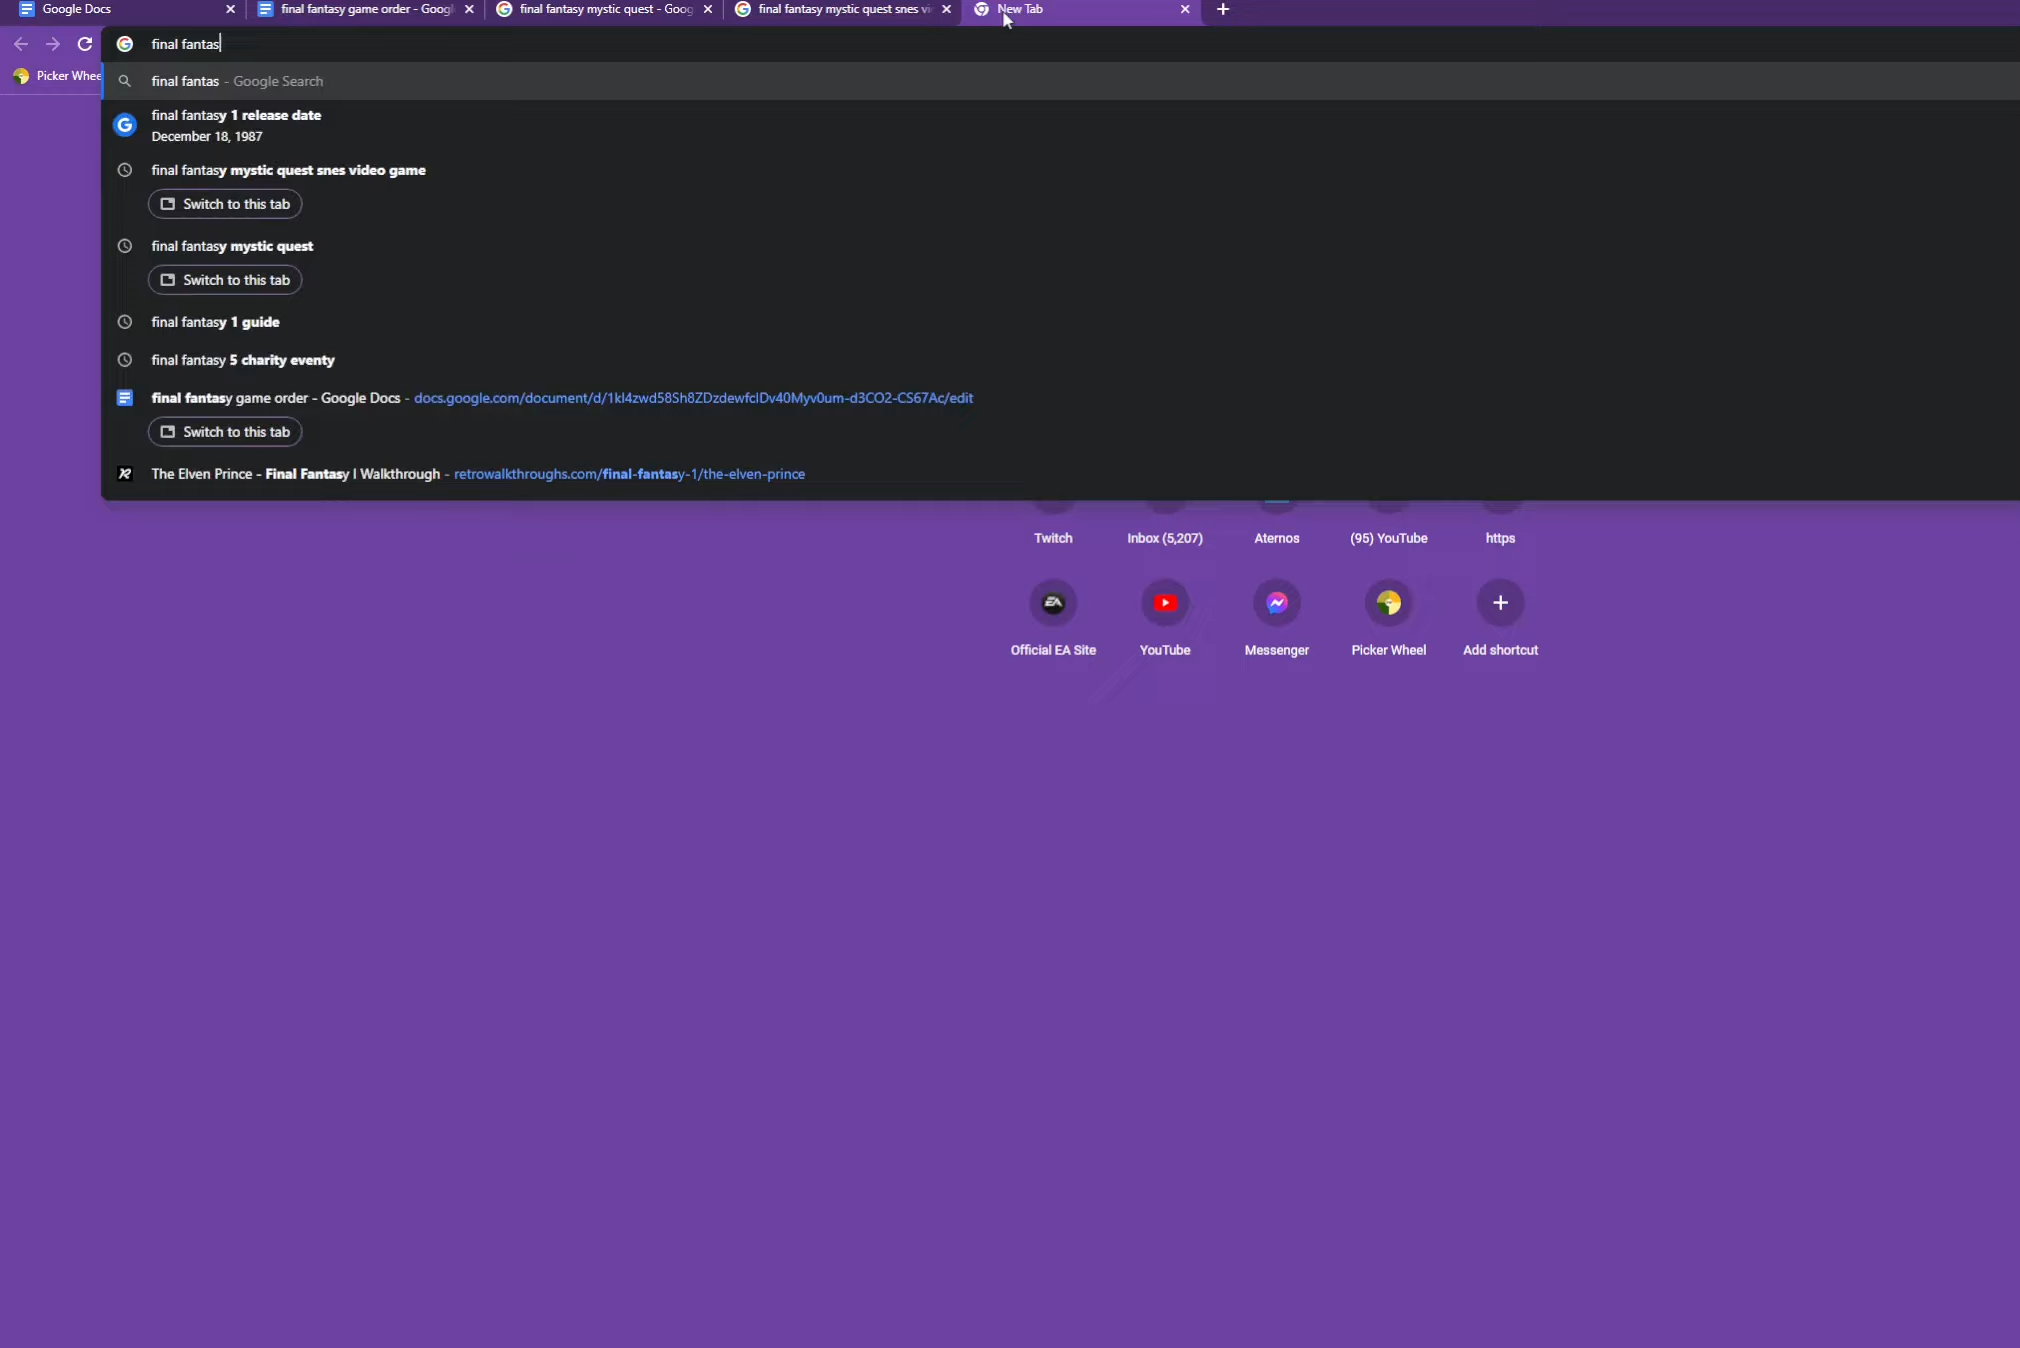 Google Docs
final fantasy game order - Googl
final fantasy mystic quest - Goog
final fantasy mystic quest snes vi
New Tab
final fantas
Picker Whee
final fantas - Google Search
final fantasy 1 release date
December 18, 1987
final fantasy mystic quest snes video game
Switch to this tab
final fantasy mystic quest
Switch to this tab
final fantasy 1 guide
final fantasy 5 charity eventy
final fantasy game order - Google Docs - docs.google.com/document/d/1kl4zwd58Sh8ZDzdewfclDv40Myv0um-d3CO2-CS67Ac/edit
Switch to this tab
The Elven Prince - Final Fantasy I Walkthrough - retrowalkthroughs.com/final-fantasy-1/the-elven-prince
Twitch
Inbox (5,207)
Aternos
(95) YouTube
https
EA
Official EA Site
YouTube
Messenger
Picker Wheel
Add shortcut